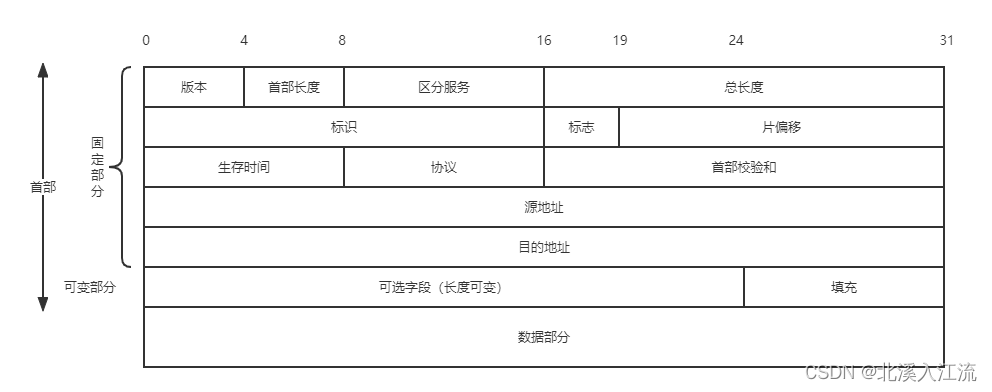 0 4 8 16 19 24 31
版本 首部长度 区分服务 总长度
标识 标志 片偏移
固定部分
生存时间 协议 首部校验和
首部
源地址
目的地址
可变部分 可选字段（长度可变） 填充
数据部分
CSDN @北溪入江流